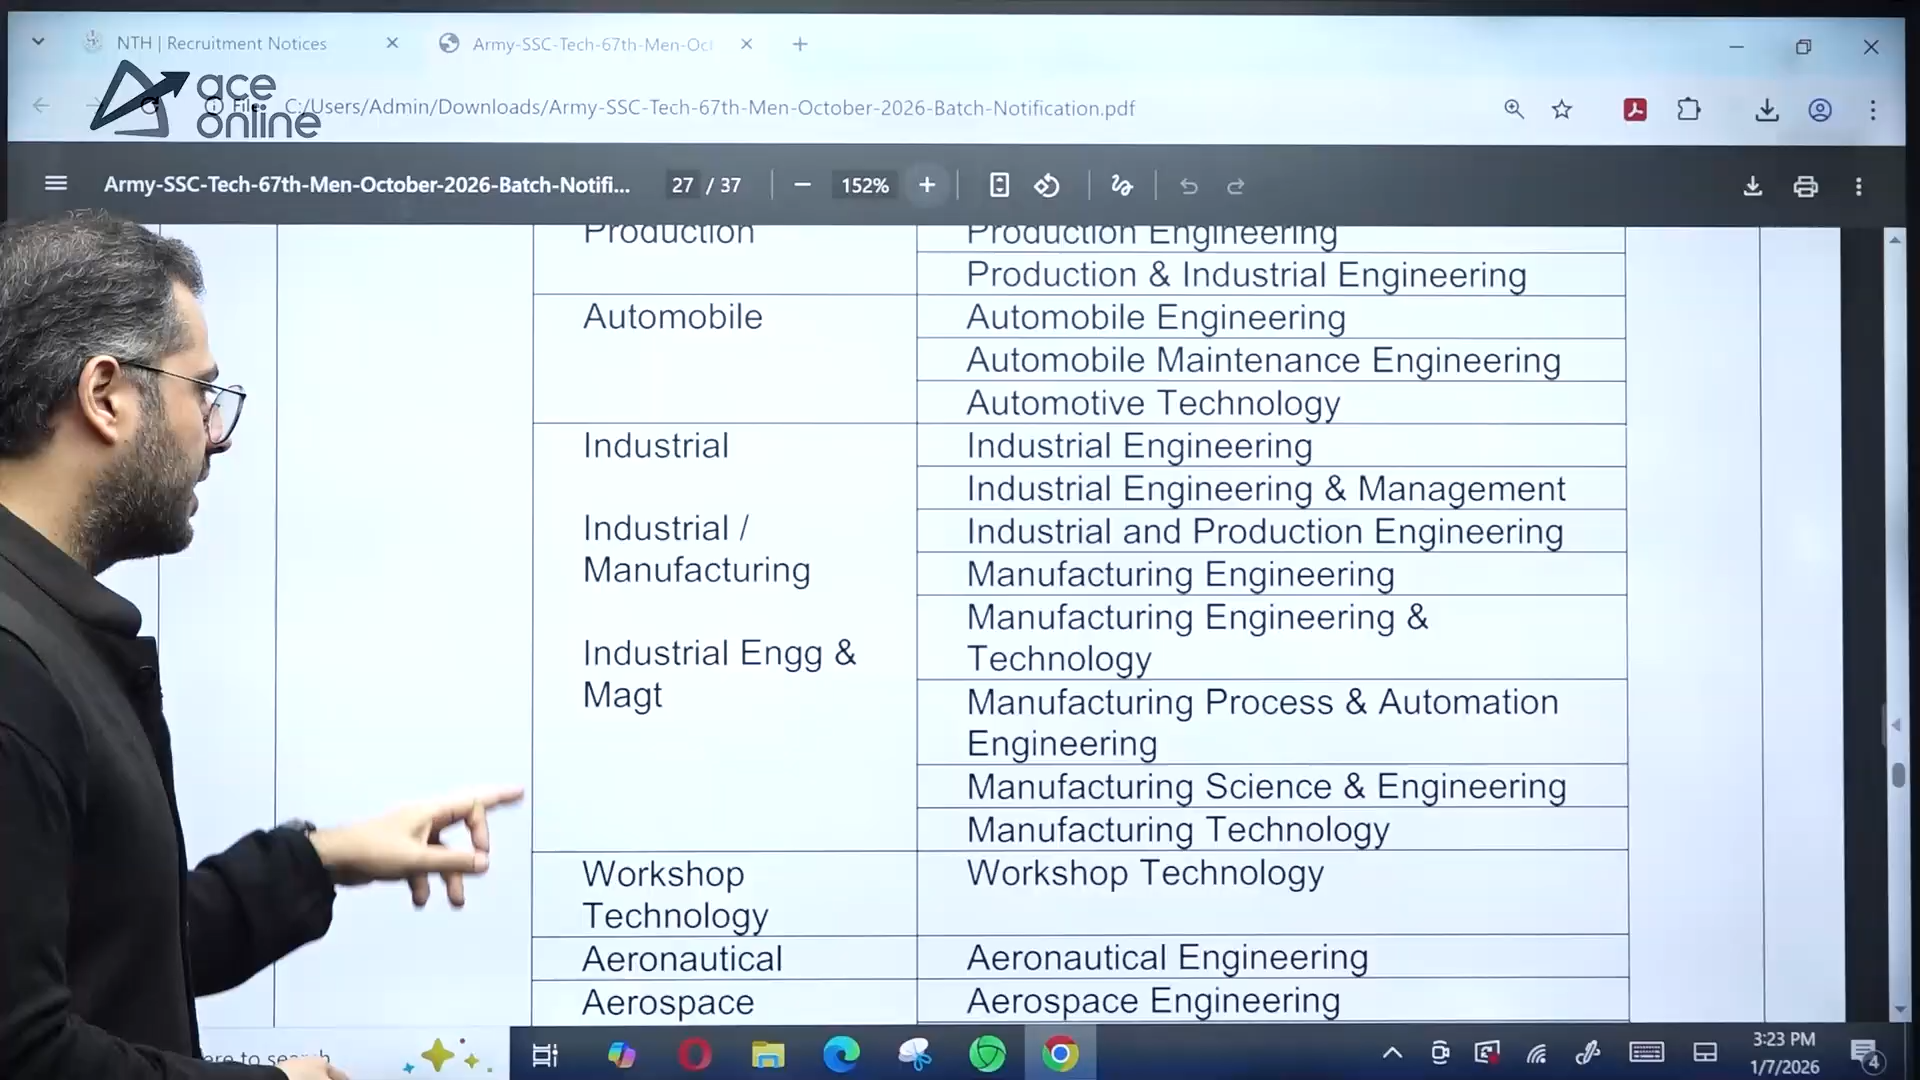 NTH | Recruitment Notices
Army-SSC-Tech-67th-Men-Oct
ace
online
File
C:/Users/Admin/Downloads/Army-SSC-Tech-67th-Men-October-2026-Batch-Notification.pdf
Army-SSC-Tech-67th-Men-October-2026-Batch-Notifi...
27 / 37
152%
Production
Production Engineering
Production & Industrial Engineering
Automobile
Automobile Engineering
Automobile Maintenance Engineering
Automotive Technology
Industrial
Industrial Engineering
Industrial Engineering & Management
Industrial /
Manufacturing
Industrial and Production Engineering
Manufacturing Engineering
Industrial Engg &
Magt
Manufacturing Engineering &
Technology
Manufacturing Process & Automation
Engineering
Manufacturing Science & Engineering
Manufacturing Technology
Workshop
Technology
Workshop Technology
Aeronautical
Aeronautical Engineering
Aerospace
Aerospace Engineering
ere to search
3:23 PM
1/7/2026
4